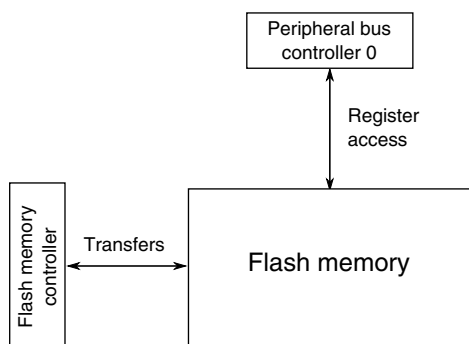 Peripheral bus
controller 0
Register
access
Flash memory
controller
Transfers
Flash memory